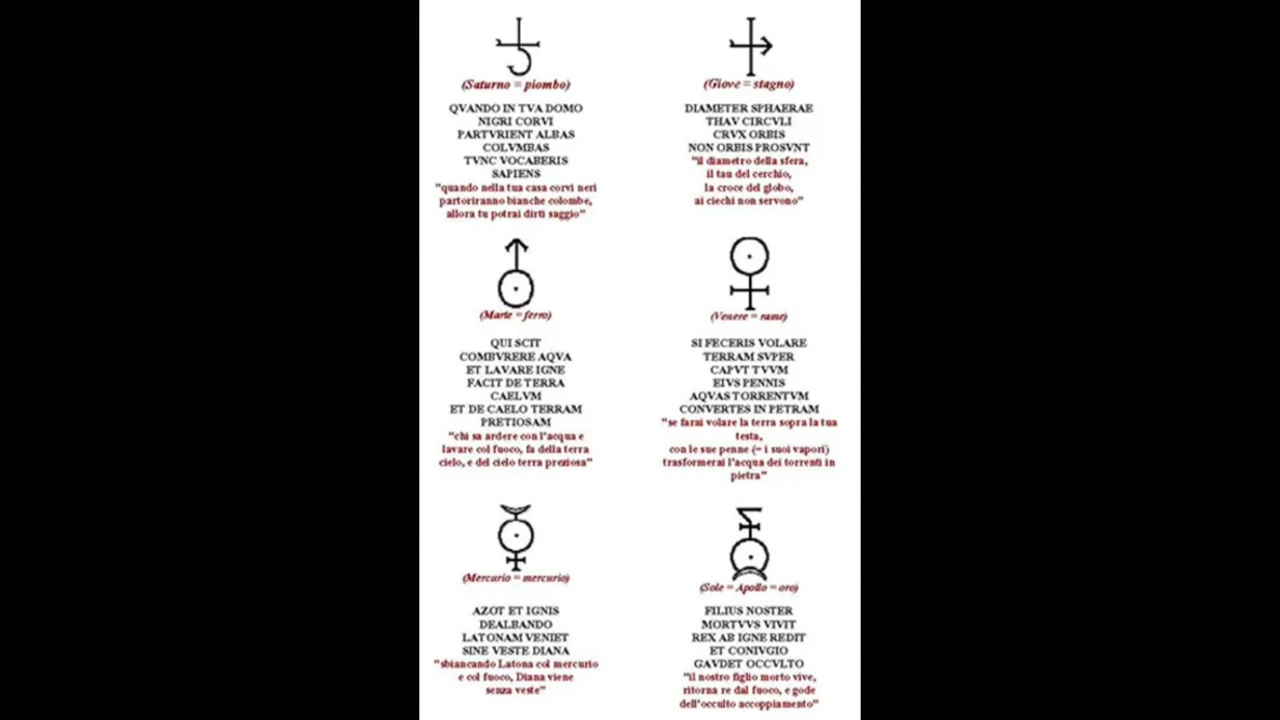 (Saturno = piombo)
QVANDO IN TVA DOMO
NIGRI CORVI
PARTVRIENT ALBAS
COLVMBAS
TVNC VOCABERIS
SAPIENS
"quando nella tua casa corvi neri
partoriranno bianche colombe,
allora tu potrai dirti saggio"
(Giove = stagno)
DIAMETER SPHAERAE
THAV CIRCVLI
CRVX ORBIS
NON ORBIS PROSVNT
"il diametro della sfera,
il tau del cerchio,
la croce del globo,
ai ciechi non servono"
(Marte = ferro)
QUI SCIT
COMBVRERE AQVA
ET LAVARE IGNE
FACIT DE TERRA
CAELVM
ET DE CAELO TERRAM
PRETIOSAM
"chi sa ardere con l'acqua e
lavare col fuoco, fa della terra
cielo, e del cielo terra preziosa"
(Venere = rame)
SI FECERIS VOLARE
TERRAM SVPER
CAPVT TVVM
EIVS PENNIS
AQVAS TORRENTVM
CONVERTES IN PETRAM
"se farai volare la terra sopra la tua
testa,
con le sue penne (= i suoi vapori)
trasformerai l'acqua dei torrenti in
pietra"
(Mercurio = mercurio)
AZOT ET IGNIS
DEALBANDO
LATONAM VENIET
SINE VESTE DIANA
"sbiancando Latona col mercurio
e col fuoco, Diana viene
senza veste"
(Sole = Apollo = oro)
FILIUS NOSTER
MORTVVS VIVIT
REX AB IGNE REDIT
ET CONIVGIO
GAVDET OCCVLTO
"il nostro figlio morto vive,
ritorna re dal fuoco, e gode
dell'occulto accoppiamento"